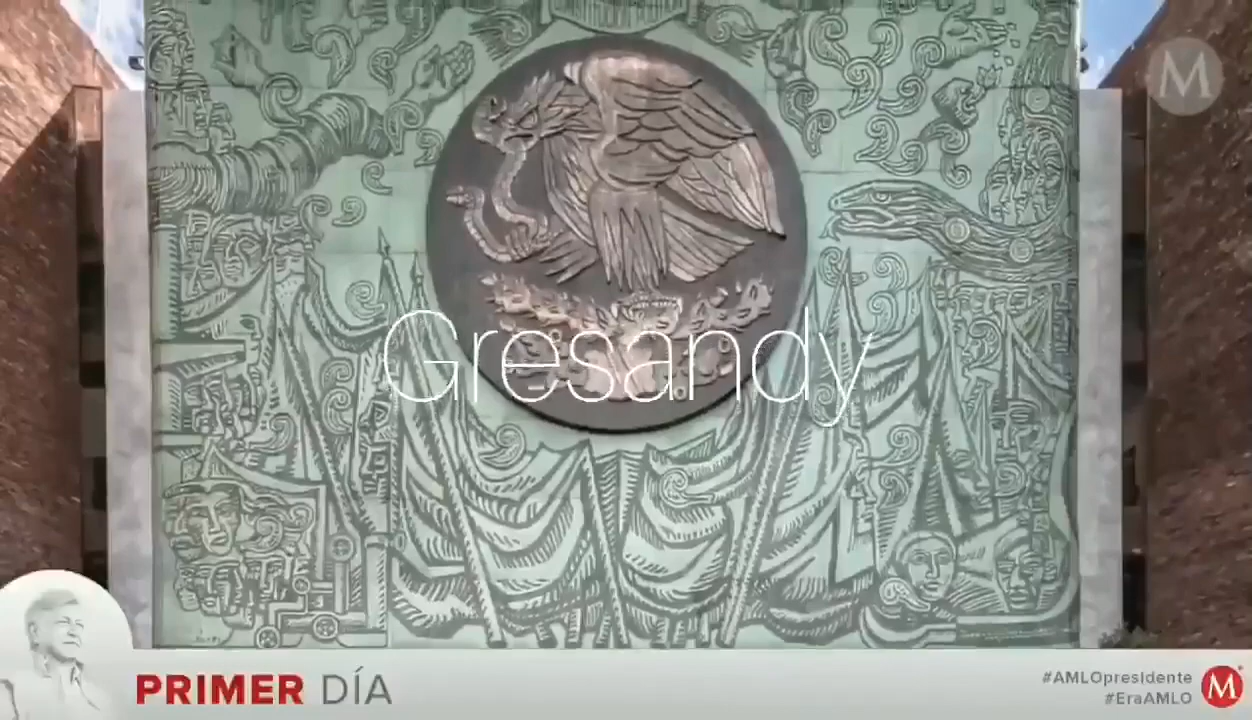 M
Gresandy
PRIMER DÍA
#AMLOpresidente
#EraAMLO
M